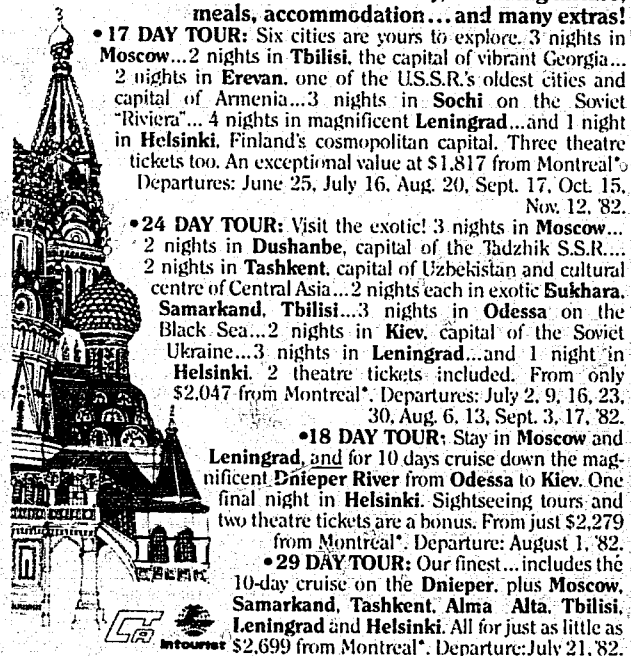 meals, accommodation...and many extras!
• 17 DAY TOUR: Six cities are yours to explore. 3 nights in
Moscow...2 nights in Tbilisi, the capital of vibrant Georgia...
2 nights in Erevan, one of the U.S.S.R.'s oldest cities and
capital of Armenia...3 nights in Sochi on the Soviet
"Riviera"... 4 nights in magnificent Leningrad...and 1 night
in Helsinki, Finland's cosmopolitan capital. Three theatre
tickets too. An exceptional value at $1,817 from Montreal*.
Departures: June 25, July 16, Aug. 20, Sept. 17, Oct. 15,
Nov. 12, '82.
• 24 DAY TOUR: Visit the exotic! 3 nights in Moscow...
2 nights in Dushanbe, capital of the Tadzhik S.S.R....
2 nights in Tashkent, capital of Uzbekistan and cultural
centre of Central Asia...2 nights each in exotic Bukhara,
Samarkand, Tbilisi...3 nights in Odessa on the
Black Sea...2 nights in Kiev, capital of the Soviet
Ukraine...3 nights in Leningrad...and 1 night in
Helsinki. 2 theatre tickets included. From only
$2,047 from Montreal*. Departures: July 2, 9, 16, 23,
30, Aug. 6, 13, Sept. 3, 17, '82.
• 18 DAY TOUR: Stay in Moscow and
Leningrad, and for 10 days cruise down the mag-
nificent Dnieper River from Odessa to Kiev. One
final night in Helsinki. Sightseeing tours and
two theatre tickets are a bonus. From just $2,279
from Montreal*. Departure: August 1, '82.
• 29 DAY TOUR: Our finest...includes the
10-day cruise on the Dnieper, plus Moscow,
Samarkand, Tashkent, Alma Alta, Tbilisi,
Leningrad and Helsinki. All for just as little as
Intourist $2,699 from Montreal*. Departure: July 21, '82.